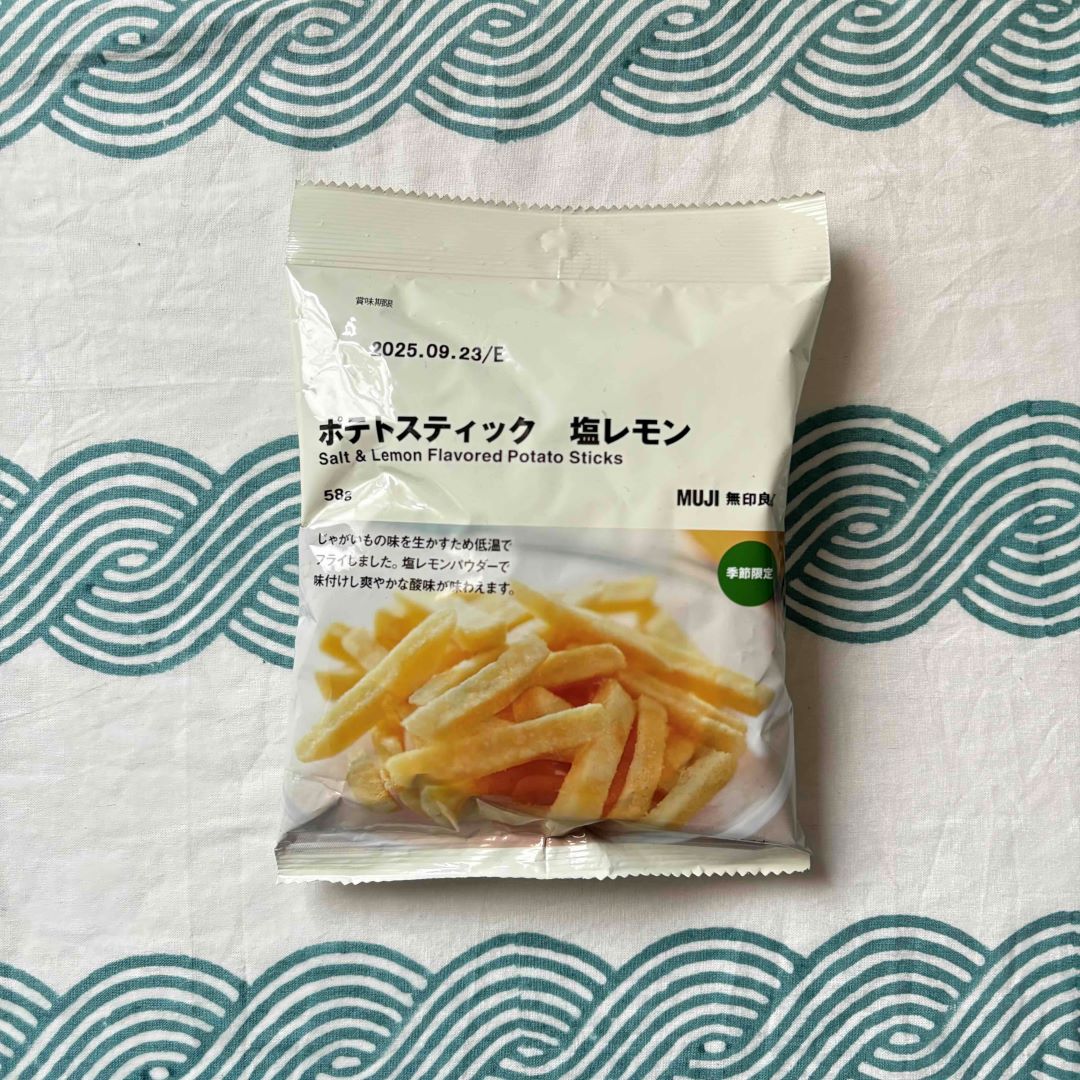 賞味期限
2025.09.23/E
ポテトスティック 塩レモン
Salt & Lemon Flavored Potato Sticks
58g
MUJI 無印良
じゃがいもの味を生かすため低温で
フライしました。塩レモンパウダーで
味付けし爽やかな酸味が味わえます。
季節限定